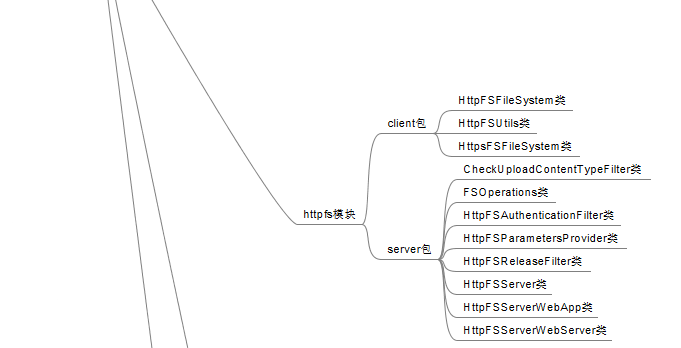 HttpFSFileSystem类
client包
HttpFSUtils类
HttpsFSFileSystem类
CheckUploadContentTypeFilter类
FSOperations类
httpfs模块
HttpFSAuthenticationFilter类
HttpFSParametersProvider类
server包
HttpFSReleaseFilter类
HttpFSServer类
HttpFSServerWebApp类
HttpFSServerWebServer类